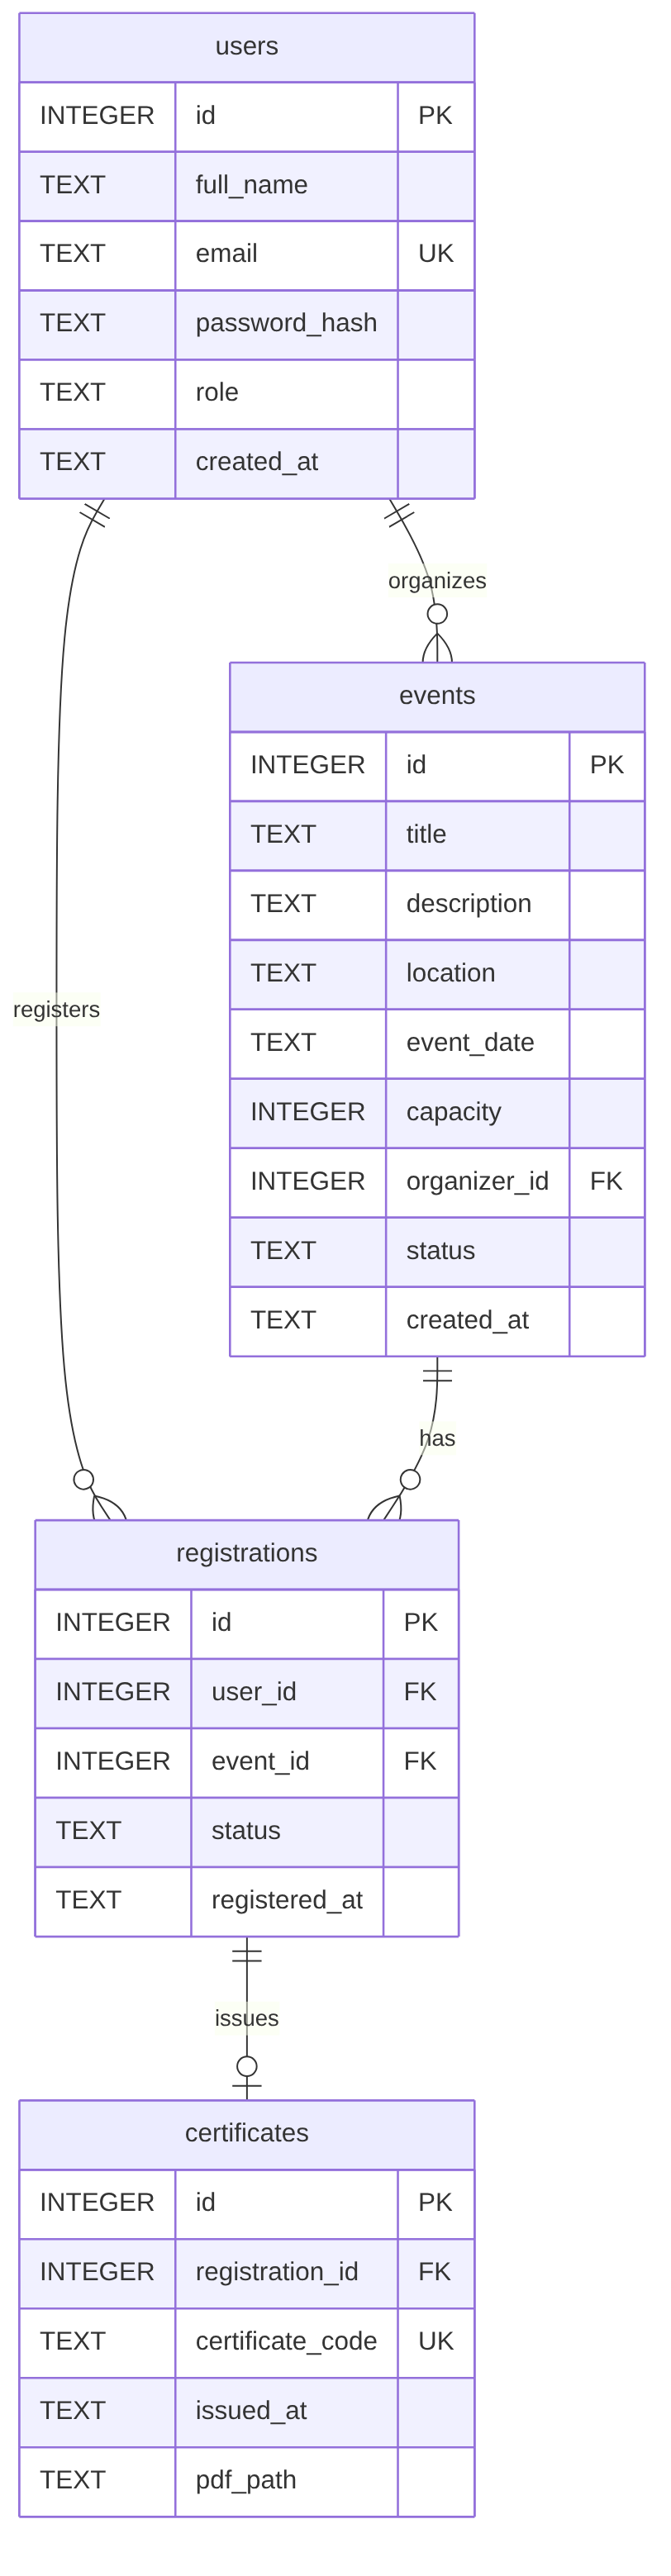 users
INTEGER id PK
TEXT full_name
TEXT email UK
TEXT password_hash
TEXT role
TEXT created_at
organizes
events
INTEGER id PK
TEXT title
TEXT description
TEXT location
TEXT event_date
INTEGER capacity
INTEGER organizer_id FK
TEXT status
TEXT created_at
registers
has
registrations
INTEGER id PK
INTEGER user_id FK
INTEGER event_id FK
TEXT status
TEXT registered_at
issues
certificates
INTEGER id PK
INTEGER registration_id FK
TEXT certificate_code UK
TEXT issued_at
TEXT pdf_path